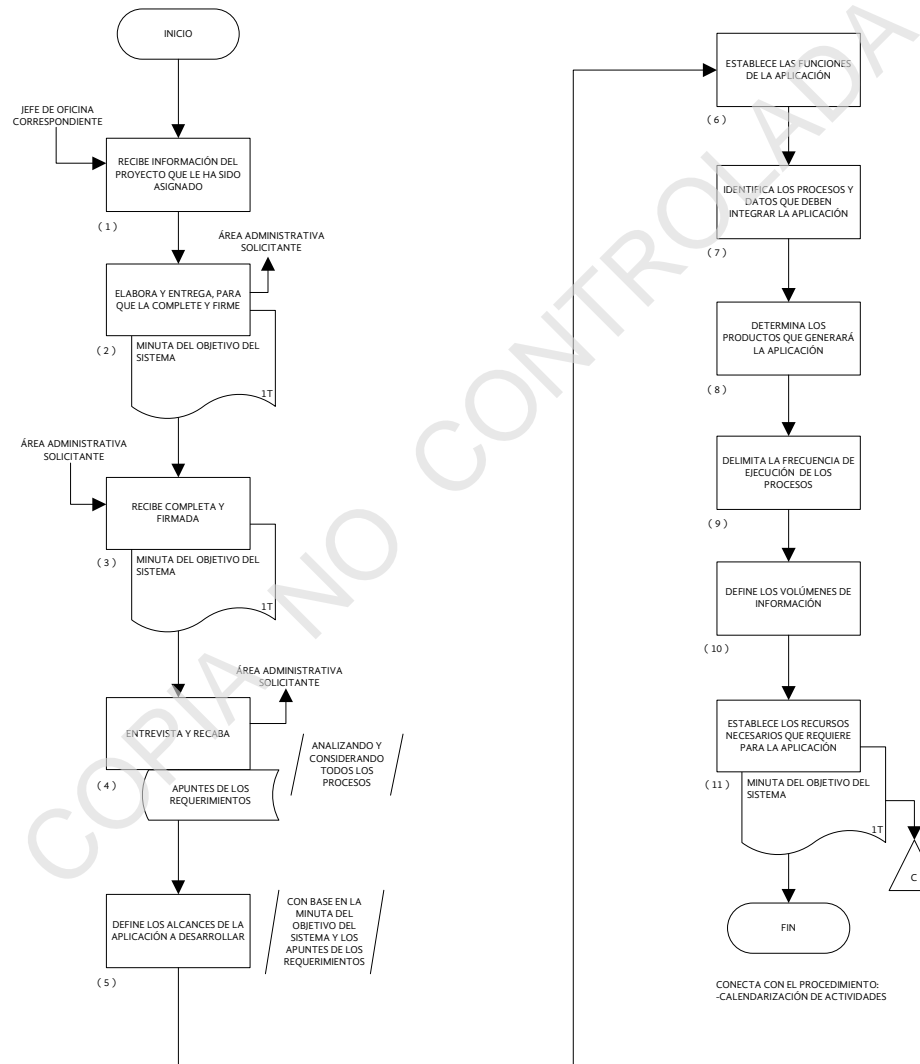 INICIO
JEFE DE OFICINA
CORRESPONDIENTE
RECIBE INFORMACIÓN DEL
PROYECTO QUE LE HA SIDO
ASIGNADO
( 1 )
ÁREA ADMINISTRATIVA
SOLICITANTE
ELABORA Y ENTREGA, PARA
QUE LA COMPLETE Y FIRME
( 2 )
MINUTA DEL OBJETIVO DEL
SISTEMA
1T
ÁREA ADMINISTRATIVA
SOLICITANTE
RECIBE COMPLETA Y
FIRMADA
( 3 )
MINUTA DEL OBJETIVO DEL
SISTEMA
1T
ÁREA ADMINISTRATIVA
SOLICITANTE
ENTREVISTA Y RECABA
( 4 )
APUNTES DE LOS
REQUERIMIENTOS
ANALIZANDO Y
CONSIDERANDO
TODOS LOS
PROCESOS
DEFINE LOS ALCANCES DE LA
APLICACIÓN A DESARROLLAR
( 5 )
CON BASE EN LA
MINUTA DEL
OBJETIVO DEL
SISTEMA Y LOS
APUNTES DE LOS
REQUERIMIENTOS
ESTABLECE LAS FUNCIONES
DE LA APLICACIÓN
( 6 )
IDENTIFICA LOS PROCESOS Y
DATOS QUE DEBEN
INTEGRAR LA APLICACIÓN
( 7 )
DETERMINA LOS
PRODUCTOS QUE GENERARÁ
LA APLICACIÓN
( 8 )
DELIMITA LA FRECUENCIA DE
EJECUCIÓN DE LOS
PROCESOS
( 9 )
DEFINE LOS VOLÚMENES DE
INFORMACIÓN
( 10 )
ESTABLECE LOS RECURSOS
NECESARIOS QUE REQUIERE
PARA LA APLICACIÓN
( 11 )
MINUTA DEL OBJETIVO DEL
SISTEMA
1T
C
FIN
CONECTA CON EL PROCEDIMIENTO:
-CALENDARIZACIÓN DE ACTIVIDADES
COPIA NO CONTROLADA